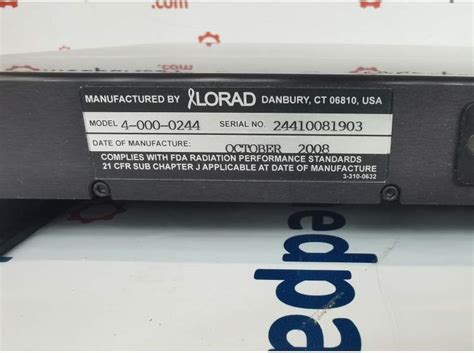 MANUFACTURED BY LORAD DANBURY, CT 06810, USA
MODEL 4-000-0244 SERIAL NO. 24410081903
DATE OF MANUFACTURE: OCTOBER 2008
COMPLIES WITH FDA RADIATION PERFORMANCE STANDARDS
21 CFR SUB CHAPTER J APPLICABLE AT DATE OF MANUFACTURE
3-310-0632
edpa